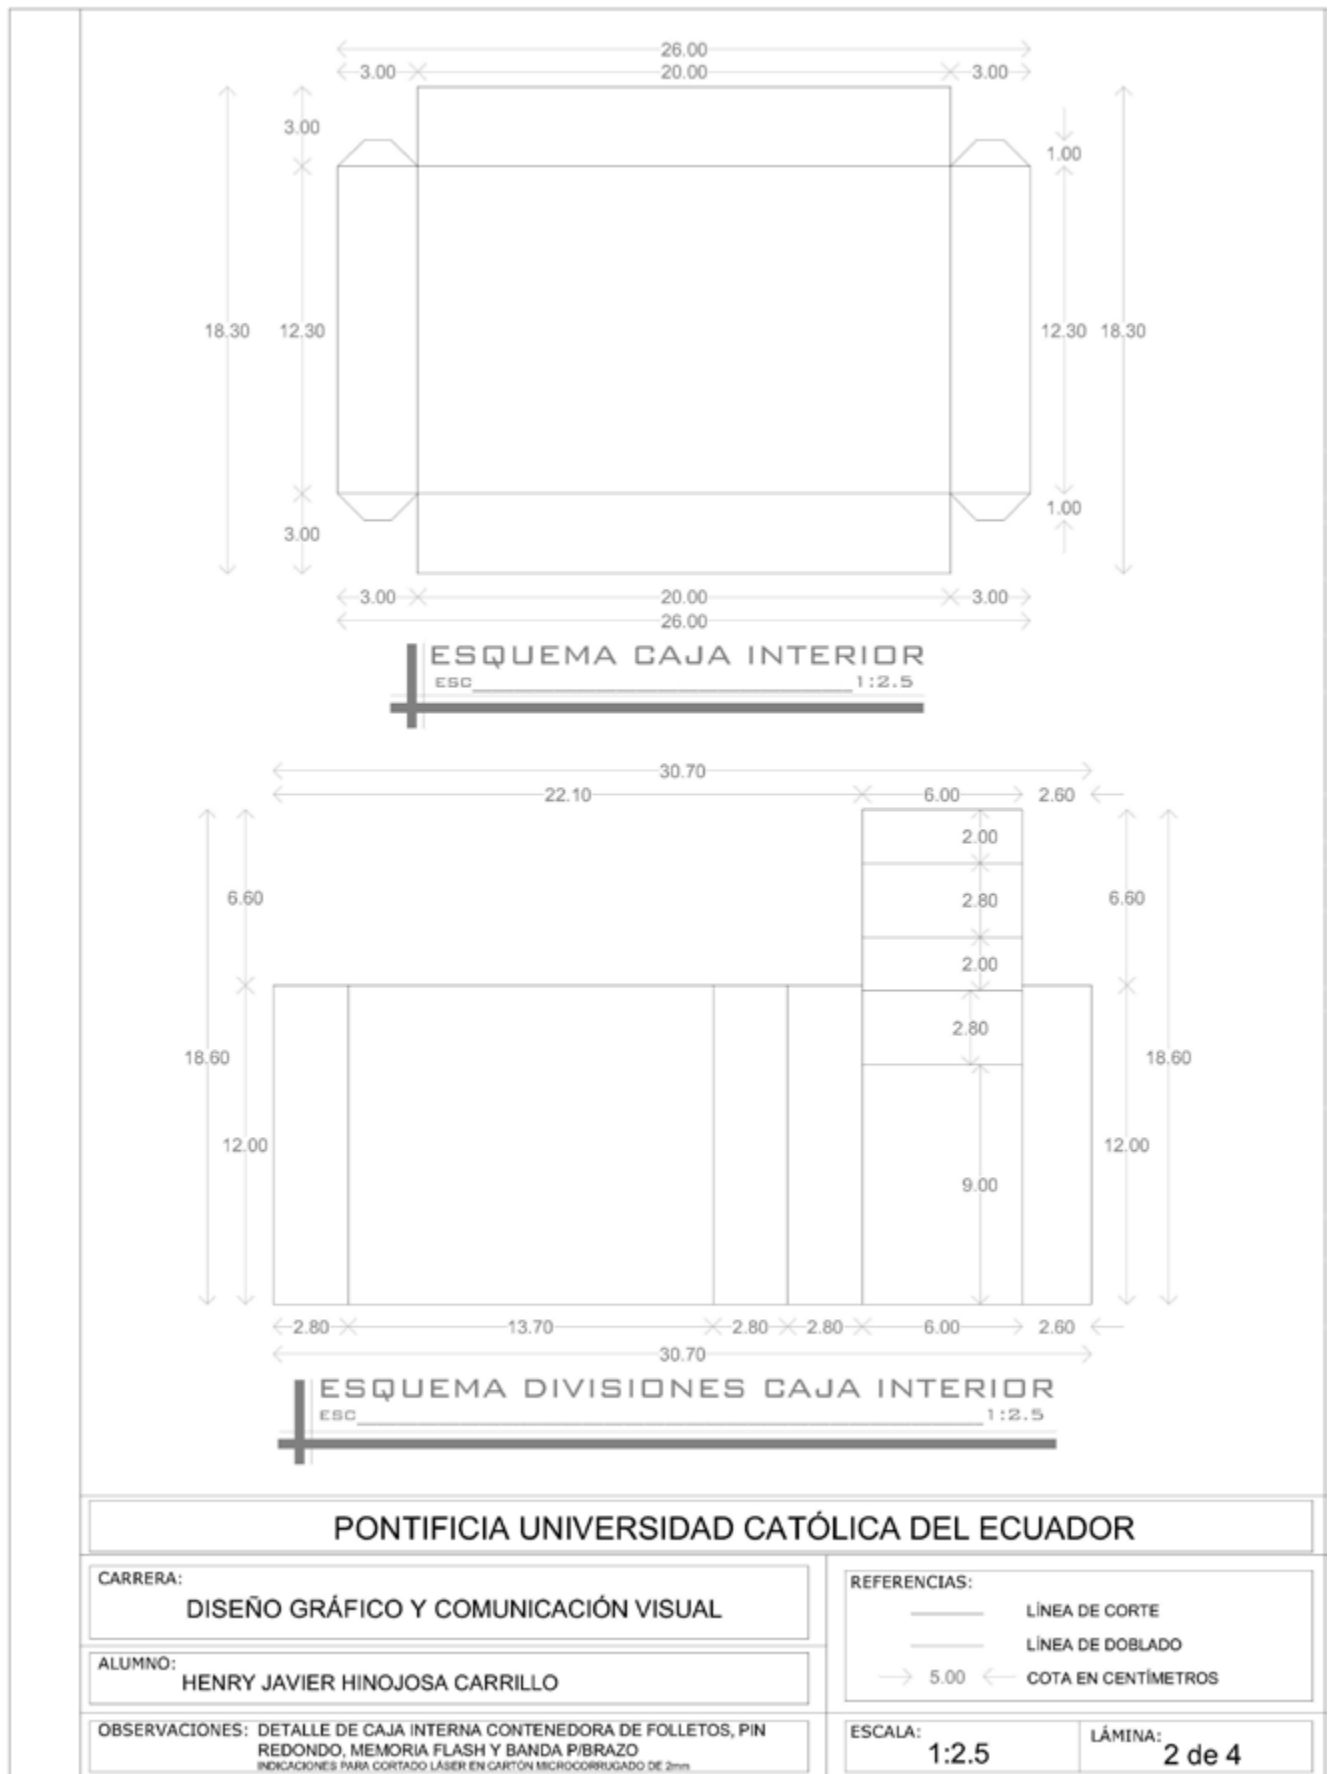 26.00
3.00 20.00 3.00
3.00
1.00
18.30 12.30 12.30 18.30
1.00
3.00
3.00 20.00 3.00
26.00
ESQUEMA CAJA INTERIOR
ESC 1:2.5
30.70
22.10 6.00 2.60
2.00
6.60 2.80 6.60
2.00
2.80
18.60 18.60
12.00 12.00
9.00
2.80 13.70 2.80 2.80 6.00 2.60
30.70
ESQUEMA DIVISIONES CAJA INTERIOR
ESC 1:2.5
PONTIFICIA UNIVERSIDAD CATÓLICA DEL ECUADOR
CARRERA:
DISEÑO GRÁFICO Y COMUNICACIÓN VISUAL
ALUMNO:
HENRY JAVIER HINOJOSA CARRILLO
OBSERVACIONES: DETALLE DE CAJA INTERNA CONTENEDORA DE FOLLETOS, PIN
REDONDO, MEMORIA FLASH Y BANDA P/BRAZO
INDICACIONES PARA CORTADO LÁSER EN CARTÓN MICROCORRUGADO DE 2mm
REFERENCIAS:
LÍNEA DE CORTE
LÍNEA DE DOBLADO
5.00 COTA EN CENTÍMETROS
ESCALA:
1:2.5
LÁMINA:
2 de 4